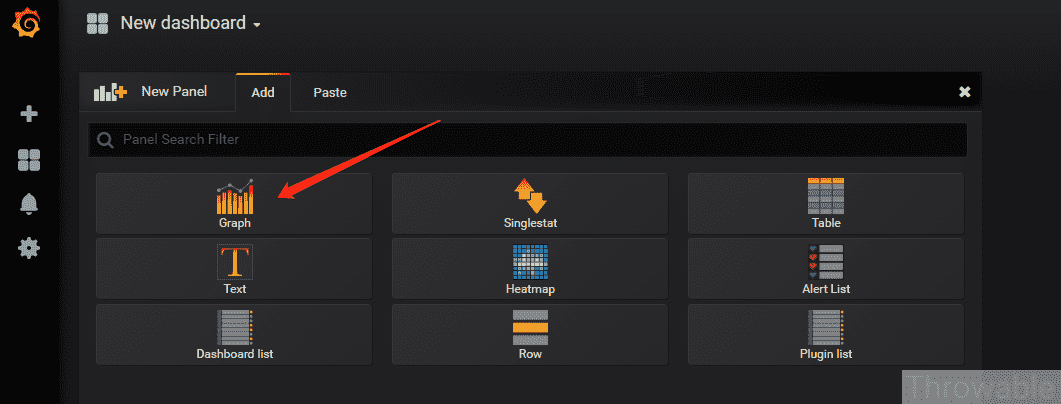 New dashboard
New Panel
Add
Paste
Panel Search Filter
Graph
Singlestat
Table
Text
Heatmap
Alert List
Dashboard list
Row
Plugin list
Throwable